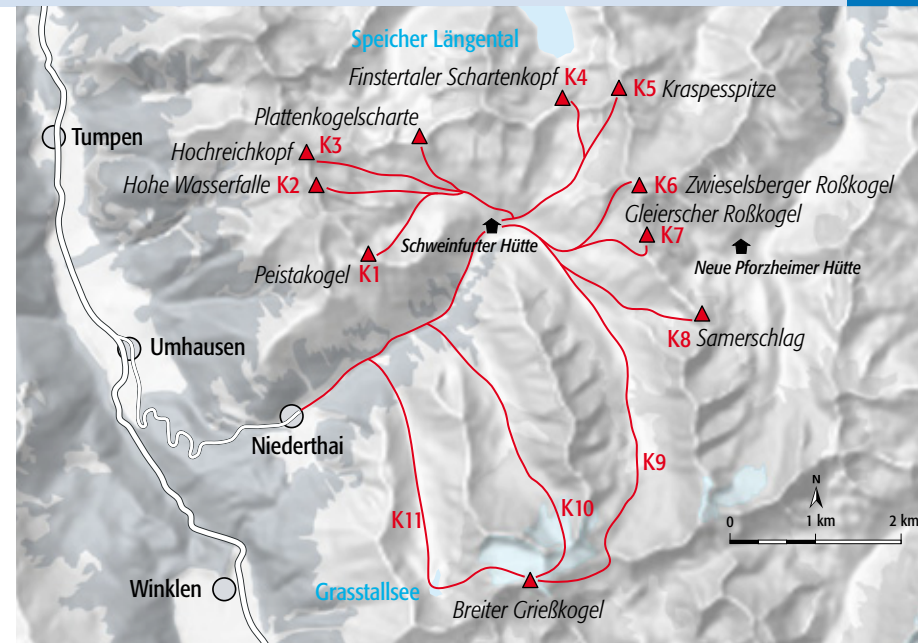 Speicher Längental
Finstertaler Schartenkopf K4
K5 Kraspesspitze
Plattenkogelscharte
Tumpen
K3
Hochreichkopf
Hohe Wasserfalle K2
K6 Zwieselsberger Roßkogel
Gleierscher Roßkogel
K7
Schweinfurter Hütte
Neue Pforzheimer Hütte
Peistakogel K1
K8 Samerschlag
Umhausen
Niederthai
K9
K10
K11
N
0 1 km 2 km
Winklen
Grasstallsee
Breiter Grießkogel